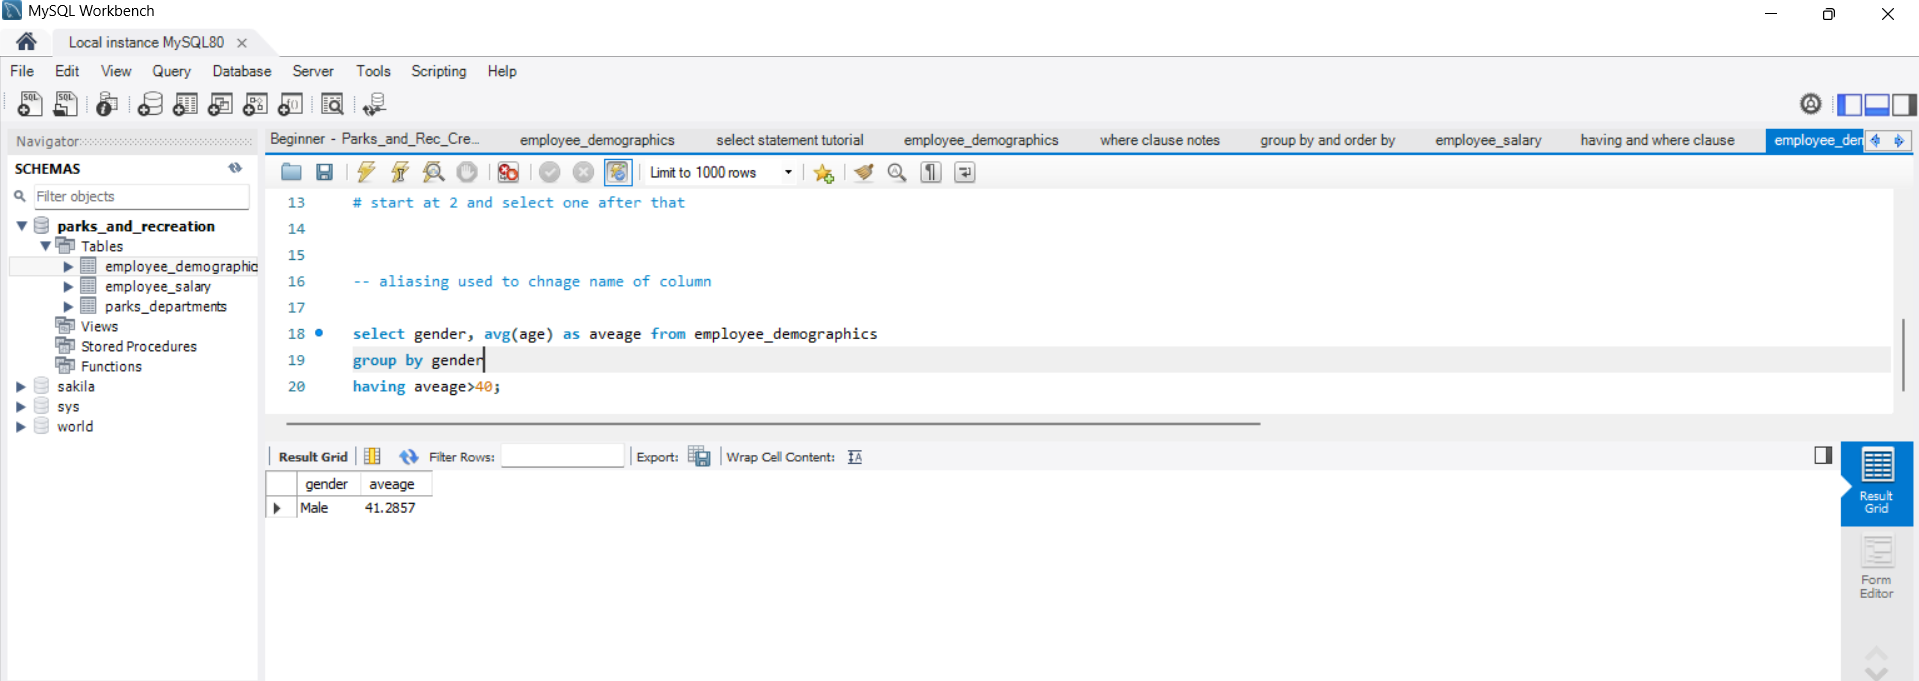 MySQL Workbench
Local instance MySQL80
File Edit View Query Database Server Tools Scripting Help
Navigator
SCHEMAS
Filter objects
parks_and_recreation
Tables
employee_demographic
employee_salary
parks_departments
Views
Stored Procedures
Functions
sakila
sys
world
Beginner - Parks_and_Rec_Cre... employee_demographics select statement tutorial employee_demographics where clause notes group by and order by employee_salary having and where clause employee_den
Limit to 1000 rows
13 # start at 2 and select one after that
14
15
16 -- aliasing used to chnage name of column
17
18 select gender, avg(age) as aveage from employee_demographics
19 group by gender
20 having aveage>40;
Result Grid Filter Rows: Export: Wrap Cell Content:
gender aveage
Male 41.2857
Result
Grid
Form
Editor